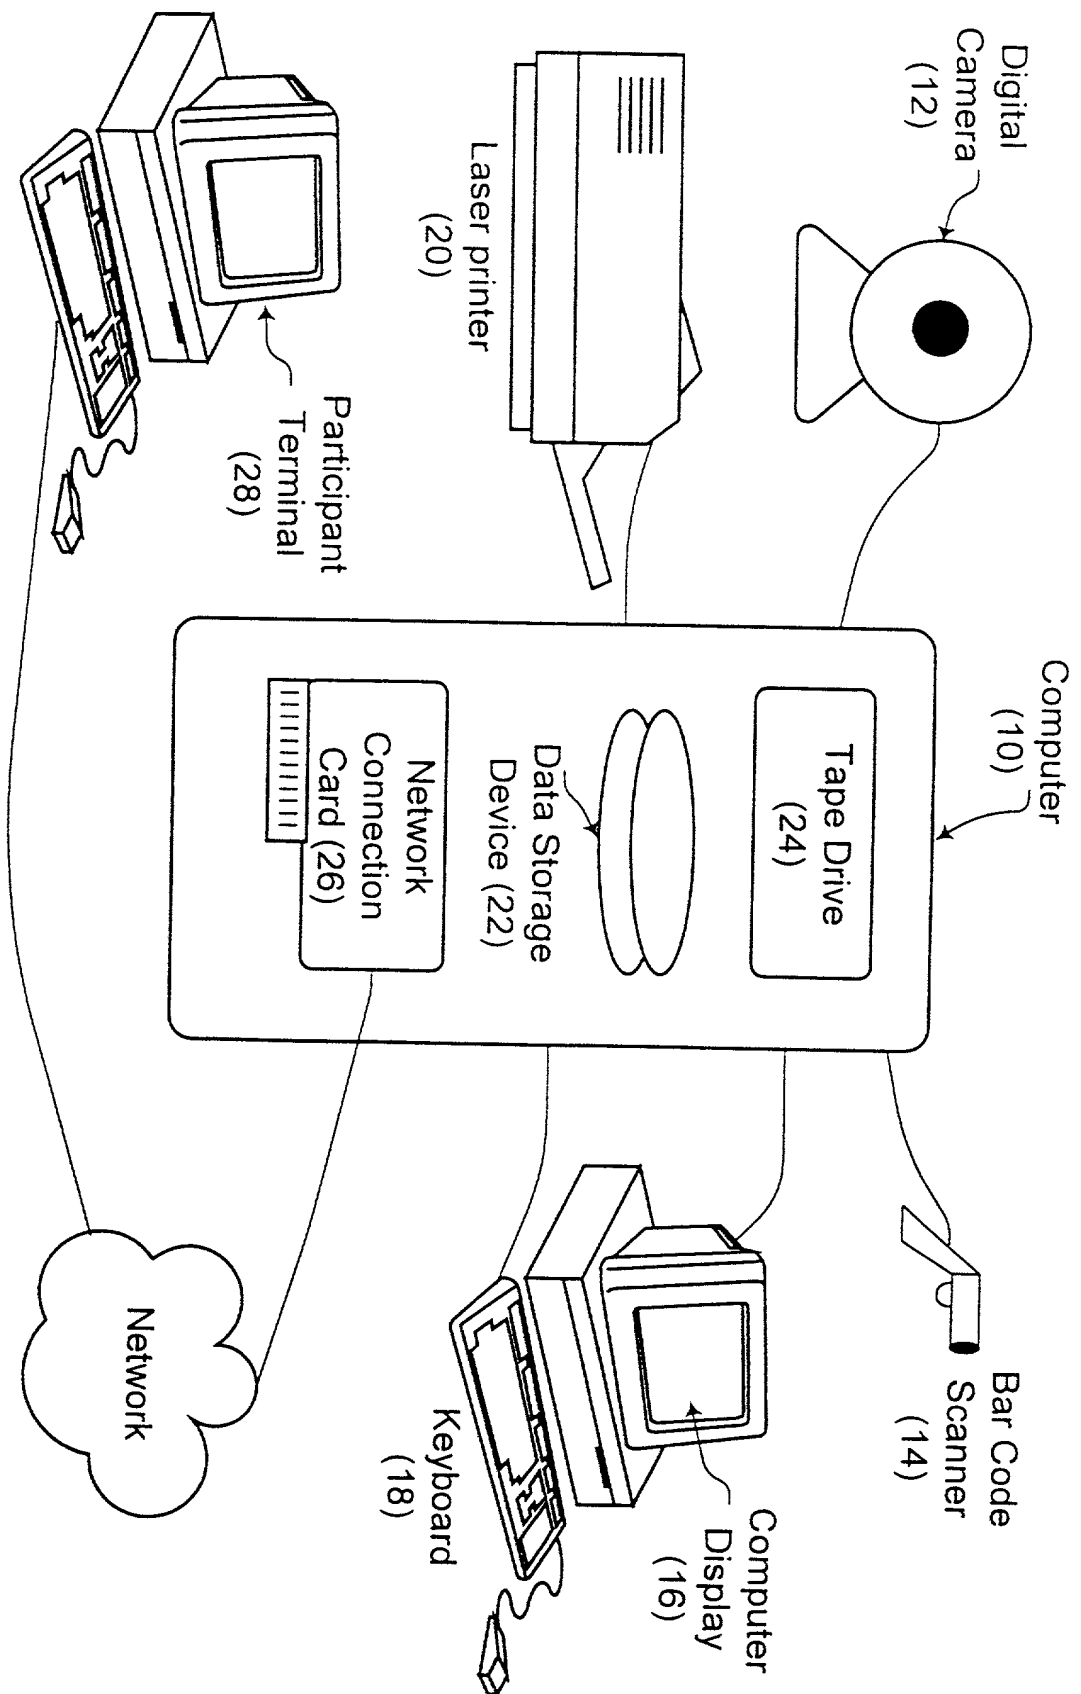 Digital
Camera
(12)
Computer
(10)
Bar Code
Scanner
(14)
Tape Drive
(24)
Laser printer
(20)
Data Storage
Device (22)
Computer
Display
(16)
Keyboard
(18)
Network
Connection
Card (26)
Participant
Terminal
(28)
Network